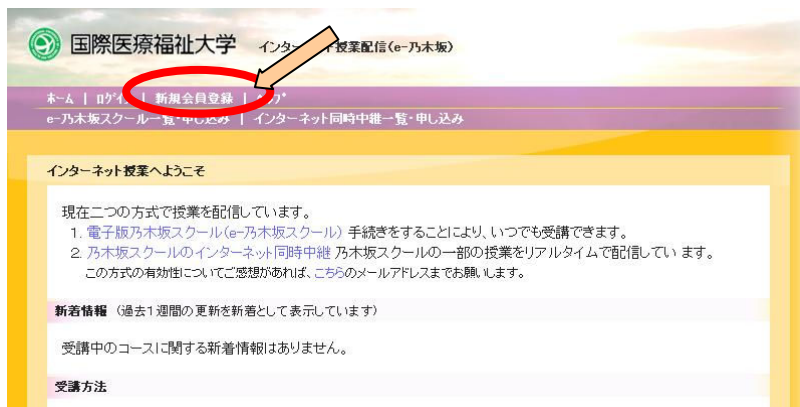 国際医療福祉大学 インターネット授業配信(e-乃木坂)
ホーム | ログイン | 新規会員登録 | ヘルプ
e-乃木坂スクール一覧・申し込み | インターネット同時中継一覧・申し込み
インターネット授業へようこそ
現在二つの方式で授業を配信しています。
1. 電子版乃木坂スクール(e-乃木坂スクール) 手続きをすることにより、いつでも受講できます。
2. 乃木坂スクールのインターネット同時中継 乃木坂スクールの一部の授業をリアルタイムで配信してい ます。
この方式の有効性についてご感想があれば、こちらのメールアドレスまでお願いします。
新着情報 (過去1週間の更新を新着として表示しています)
受講中のコースに関する新着情報はありません。
受講方法